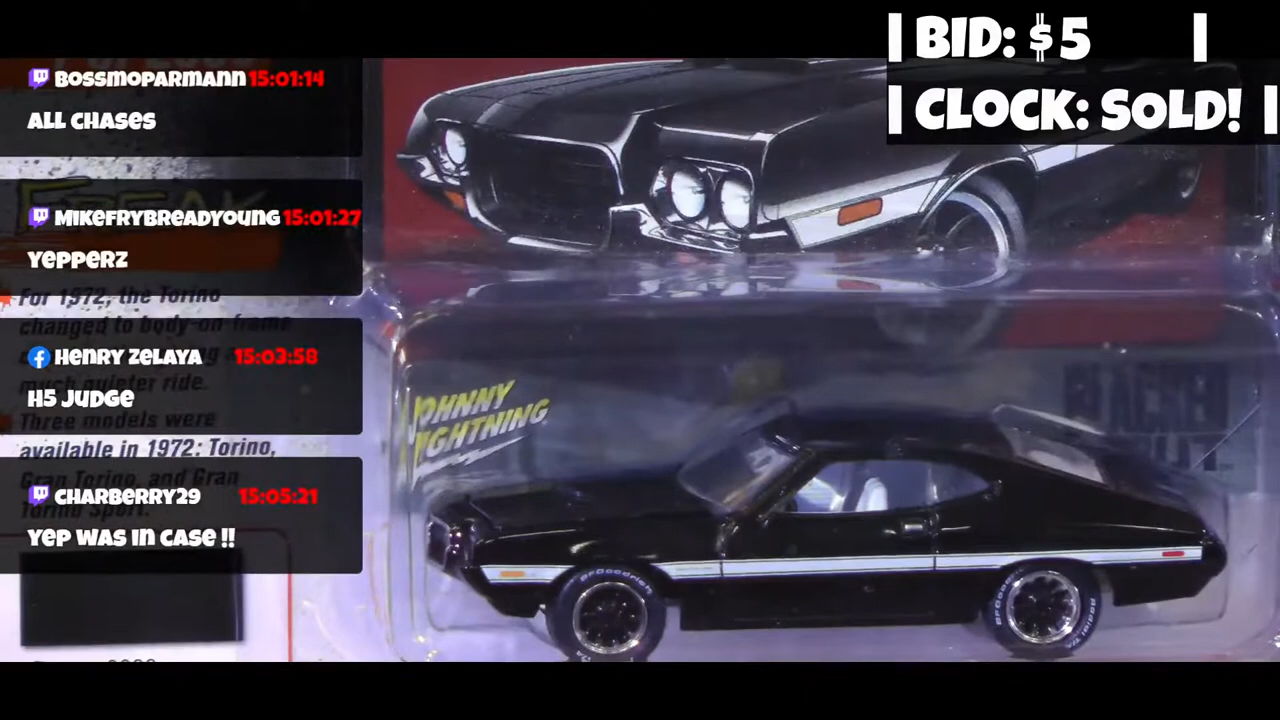 | BID: $5 |
| CLOCK: SOLD! |
BOSSMOPARMANN 15:01:14
ALL CHASES
MIKEFRYBREADYOUNG 15:01:27
YEPPERZ
For 1972, the Torino
changed to body-on-frame
much quieter ride.
HENRY ZELAYA 15:03:58
H5 JUDGE
Three models were
available in 1972: Torino,
Gran Torino, and Gran
Torino Sport.
CHARBERRY29 15:05:21
YEP WAS IN CASE !!
JOHNNY
LIGHTNING
BFGoodrich
Radial T/A